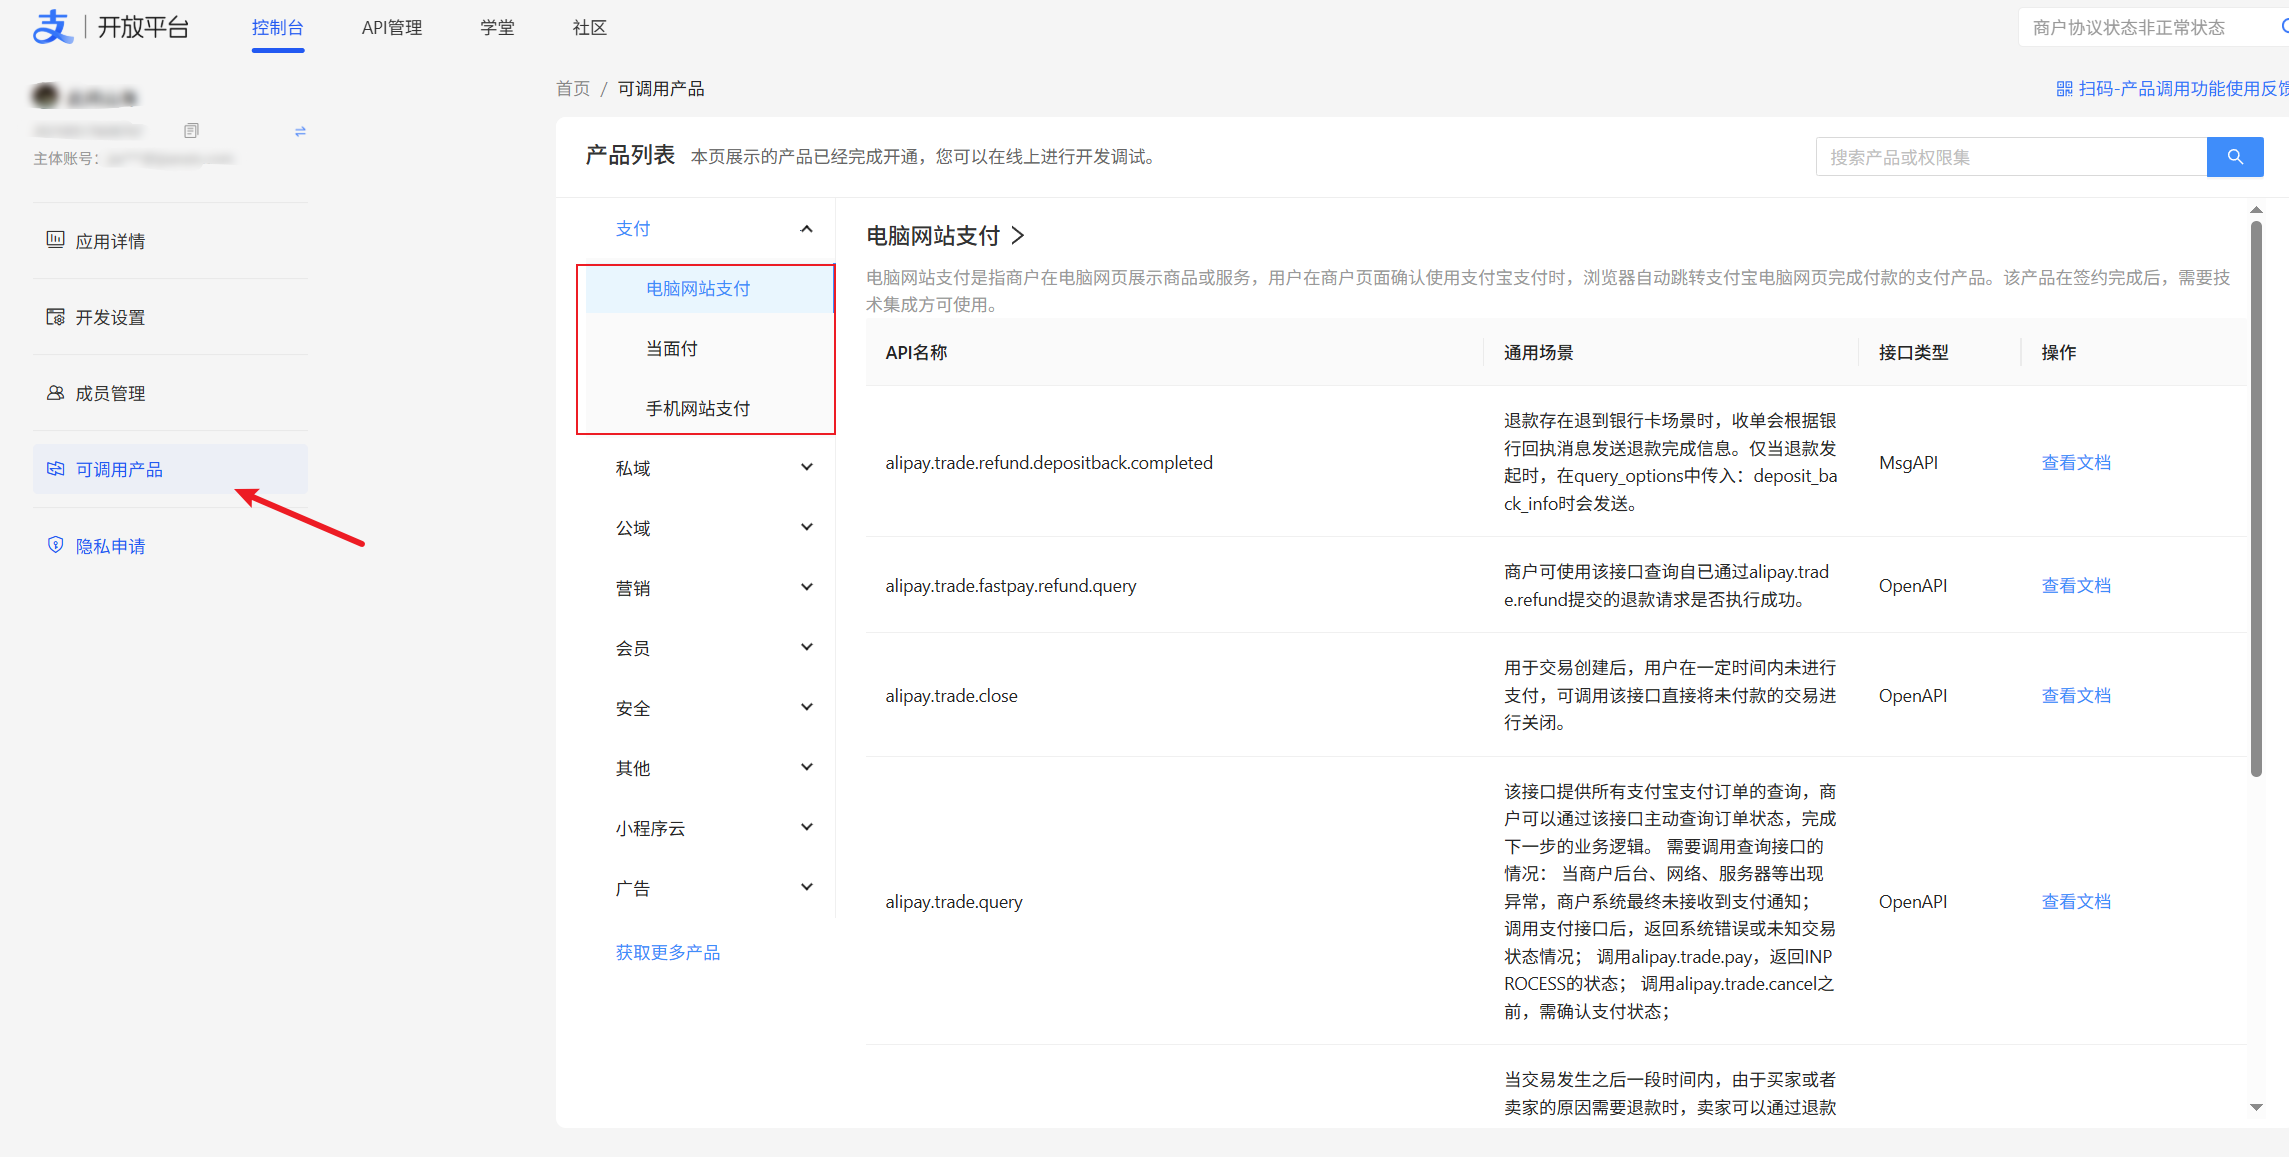 支 开放平台
控制台
API管理
学堂
社区
商户协议状态非正常状态
主体账号：
应用详情
开发设置
成员管理
可调用产品
隐私申请
首页 / 可调用产品
扫码-产品调用功能使用反馈
产品列表 本页展示的产品已经完成开通，您可以在线上进行开发调试。
搜索产品或权限集
支付
电脑网站支付
当面付
手机网站支付
私域
公域
营销
会员
安全
其他
小程序云
广告
获取更多产品
电脑网站支付
电脑网站支付是指商户在电脑网页展示商品或服务，用户在商户页面确认使用支付宝支付时，浏览器自动跳转支付宝电脑网页完成付款的支付产品。该产品在签约完成后，需要技
术集成方可使用。
API名称 通用场景 接口类型 操作
alipay.trade.refund.depositback.completed
退款存在退到银行卡场景时，收单会根据银
行回执消息发送退款完成信息。仅当退款发
起时，在query_options中传入：deposit_ba
ck_info时会发送。
MsgAPI
查看文档
alipay.trade.fastpay.refund.query
商户可使用该接口查询自已通过alipay.trad
e.refund提交的退款请求是否执行成功。
OpenAPI
查看文档
alipay.trade.close
用于交易创建后，用户在一定时间内未进行
支付，可调用该接口直接将未付款的交易进
行关闭。
OpenAPI
查看文档
alipay.trade.query
该接口提供所有支付宝支付订单的查询，商
户可以通过该接口主动查询订单状态，完成
下一步的业务逻辑。 需要调用查询接口的
情况： 当商户后台、网络、服务器等出现
异常，商户系统最终未接收到支付通知；
调用支付接口后，返回系统错误或未知交易
状态情况； 调用alipay.trade.pay，返回INP
ROCESS的状态； 调用alipay.trade.cancel之
前，需确认支付状态；
OpenAPI
查看文档
当交易发生之后一段时间内，由于买家或者
卖家的原因需要退款时，卖家可以通过退款